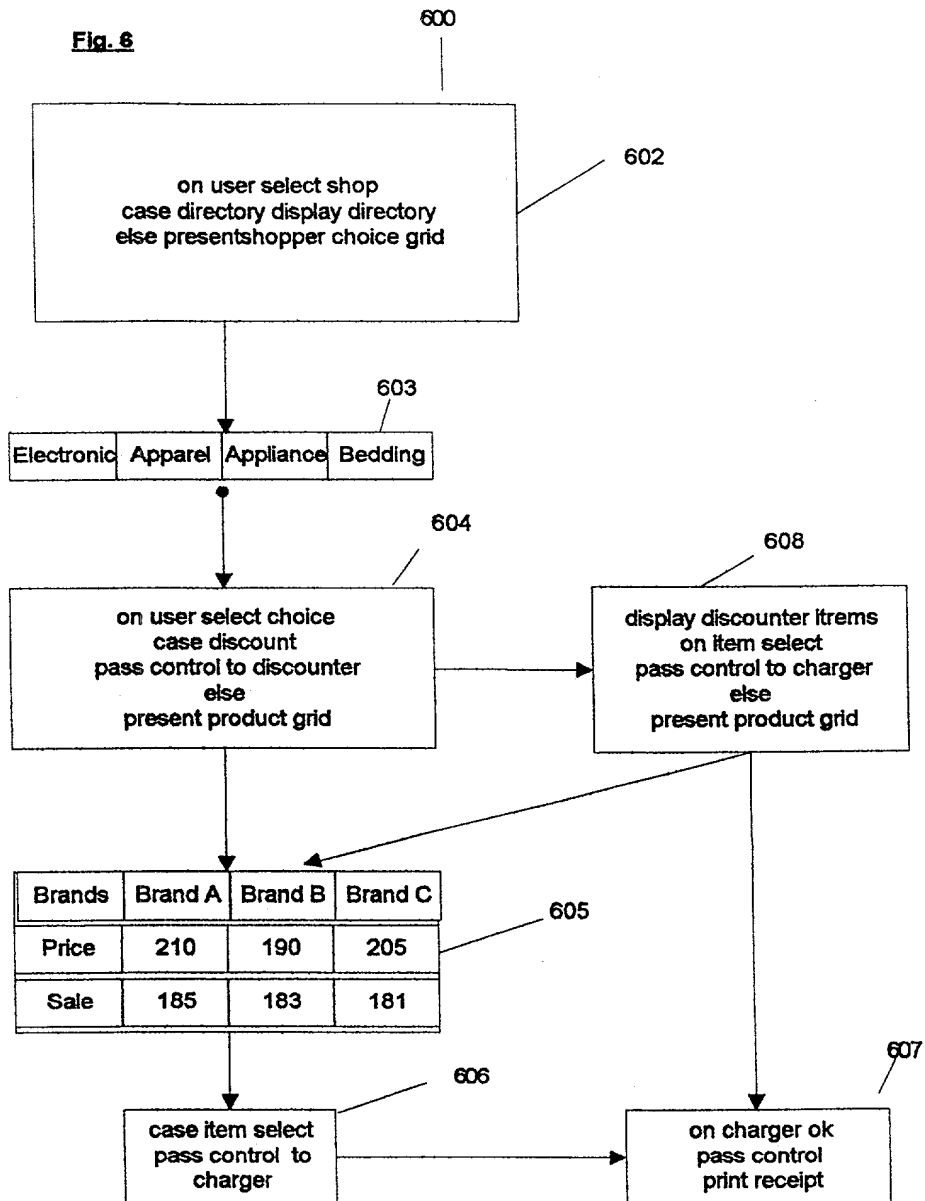 600
Fig. 6
602
on user select shop
case directory display directory
else presentshopper choice grid
603
Electronic Apparel Appliance Bedding
604
on user select choice
case discount
pass control to discounter
else
present product grid
608
display discounter itrems
on item select
pass control to charger
else
present product grid
Brands Brand A Brand B Brand C
Price 210 190 205
Sale 185 183 181
605
606
case item select
pass control to
charger
607
on charger ok
pass control
print receipt